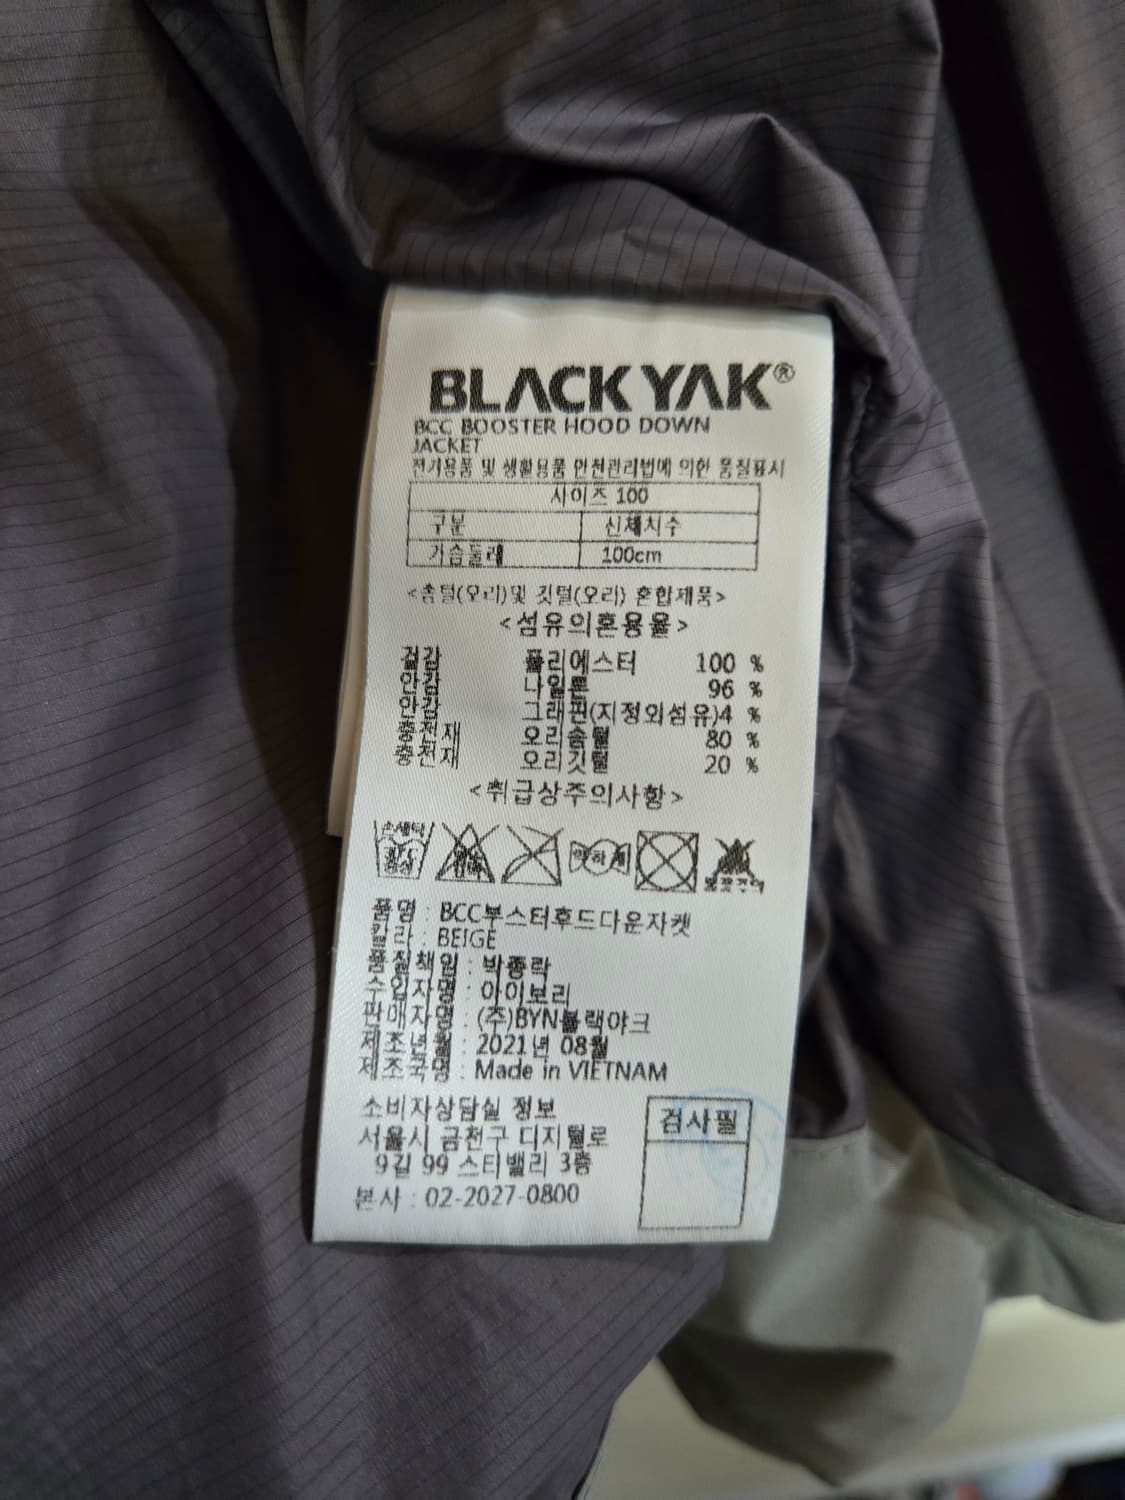 BLACK YAK®
BCC BOOSTER HOOD DOWN
JACKET
전기용품 및 생활용품 안전관리법에 의한 품질표시
사이즈 100
구분 신체치수
가슴둘레 100cm
<솜털(오리)및 깃털(오리) 혼합제품>
<섬유의혼용율>
겉감 폴리에스터 100 %
안감 나일론 96 %
안감 그래핀(지정외섬유)4 %
충전재 오리솜털 80 %
충전재 오리깃털 20 %
<취급상주의사항>
손세탁
품명 : BCC부스터후드다운자켓
칼라 : BEIGE
품질책임 : 박종락
수입자명 : 아이보리
판매자명 : (주)BYN블랙야크
제조년월 : 2021년 08월
제조국명 : Made in VIETNAM
소비자상담실 정보
서울시 금천구 디지털로
9길 99 스타밸리 3층
본사 : 02-2027-0800
검사필